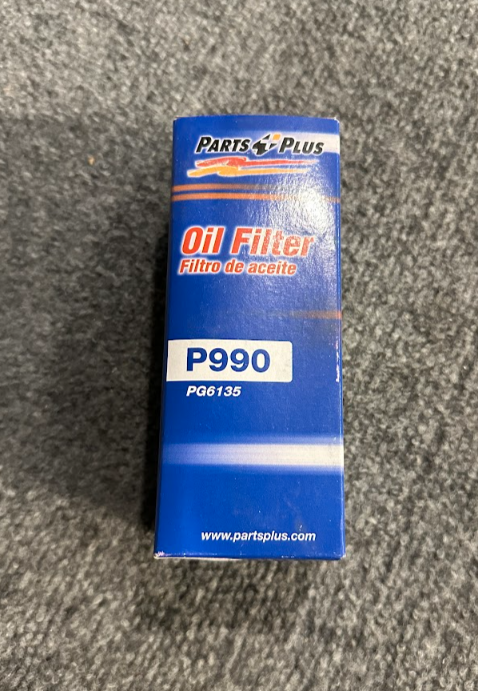 PARTS PLUS
Oil Filter
Filtro de aceite
P990
PG6135
www.partsplus.com